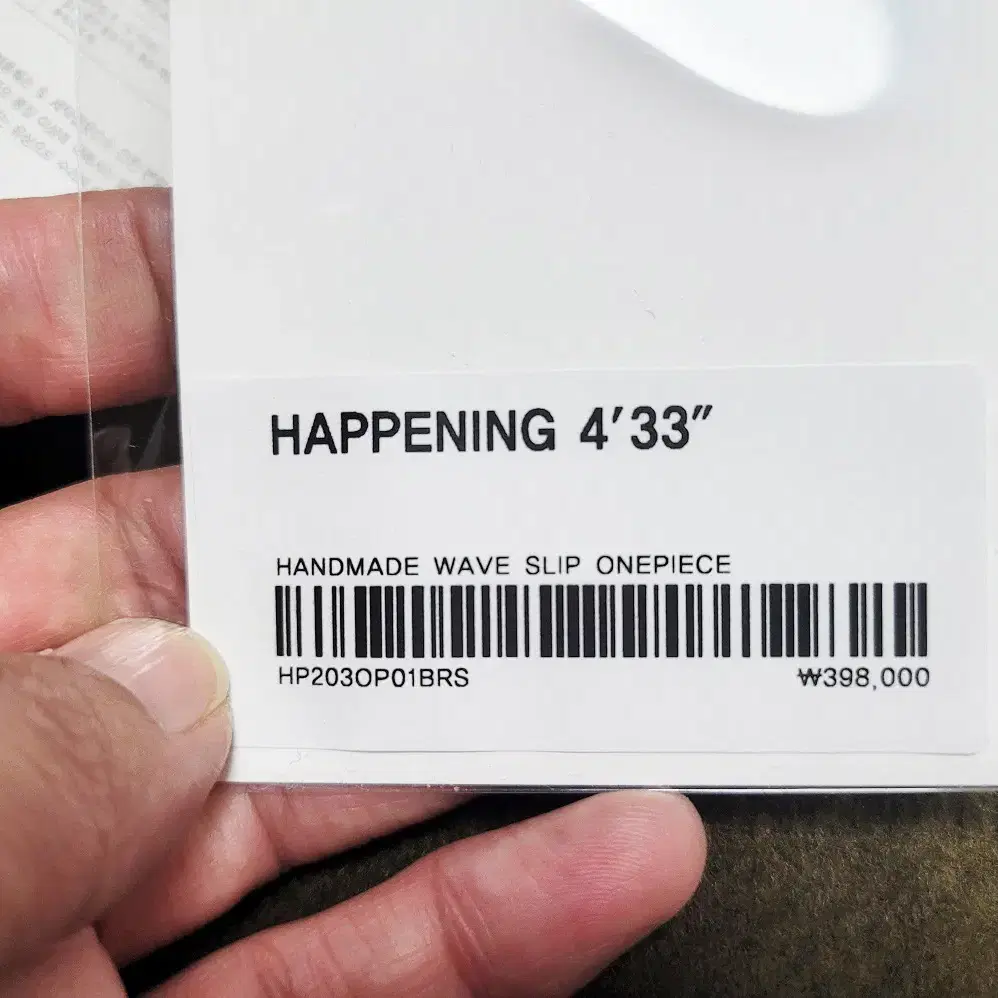 HAPPENING 4'33"
HANDMADE WAVE SLIP ONEPIECE
HP203OP01BRS ₩398,000